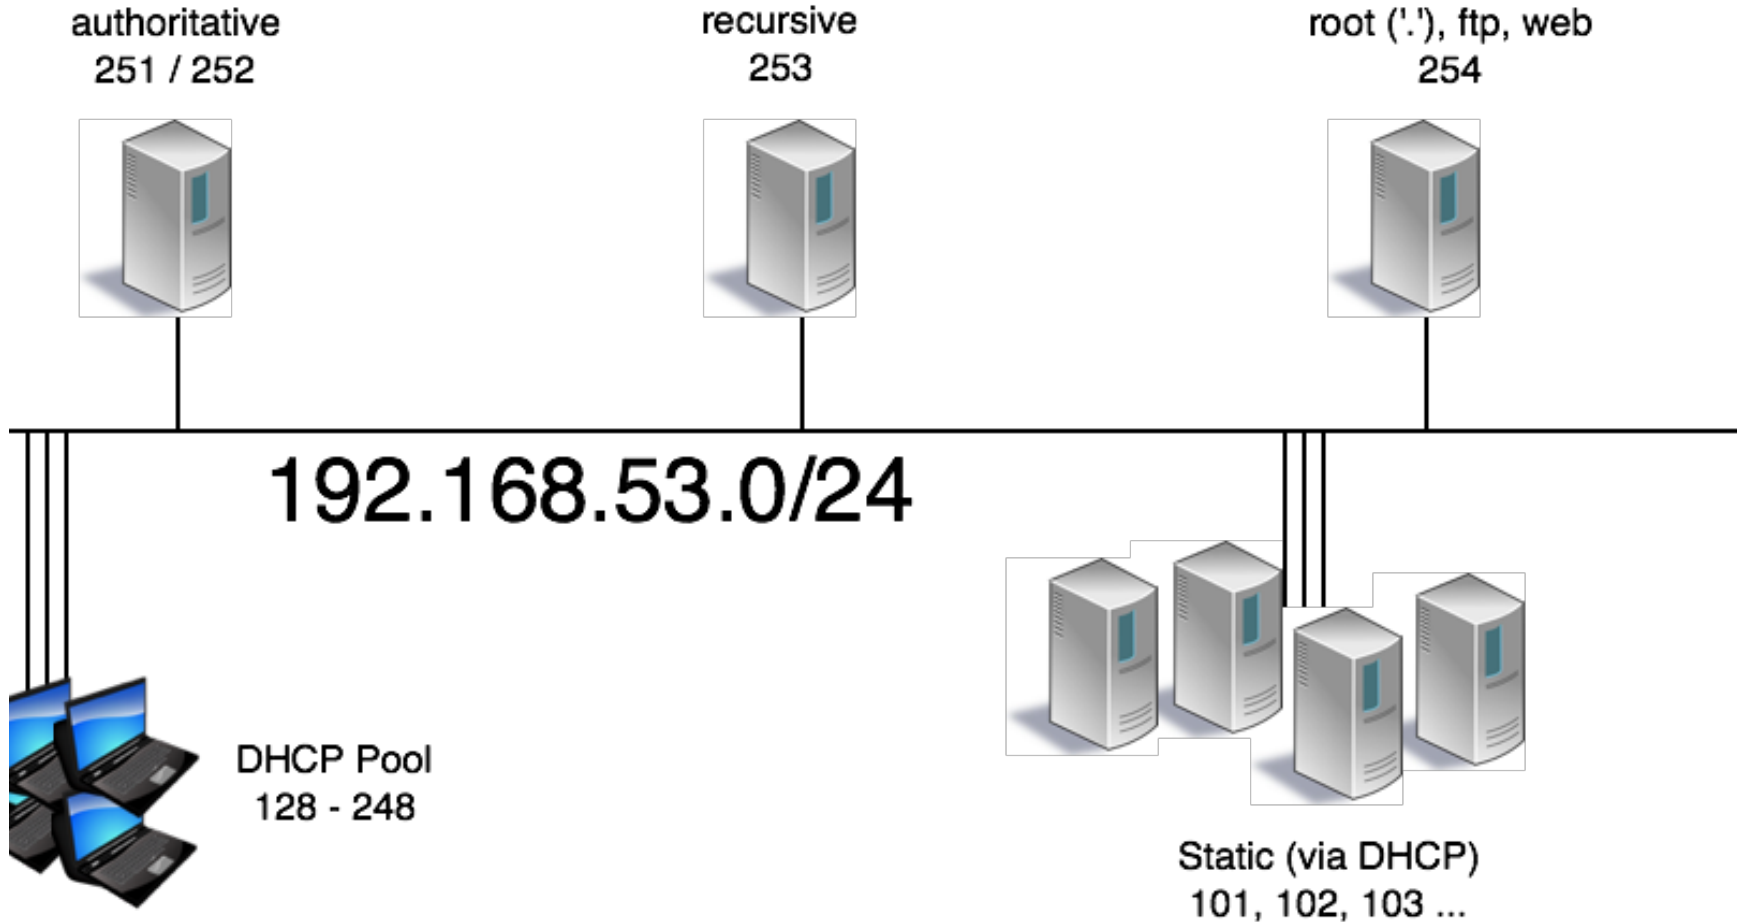 authoritative
251 / 252
recursive
253
root ('.'), ftp, web
254
192.168.53.0/24
DHCP Pool
128 - 248
Static (via DHCP)
101, 102, 103 ...